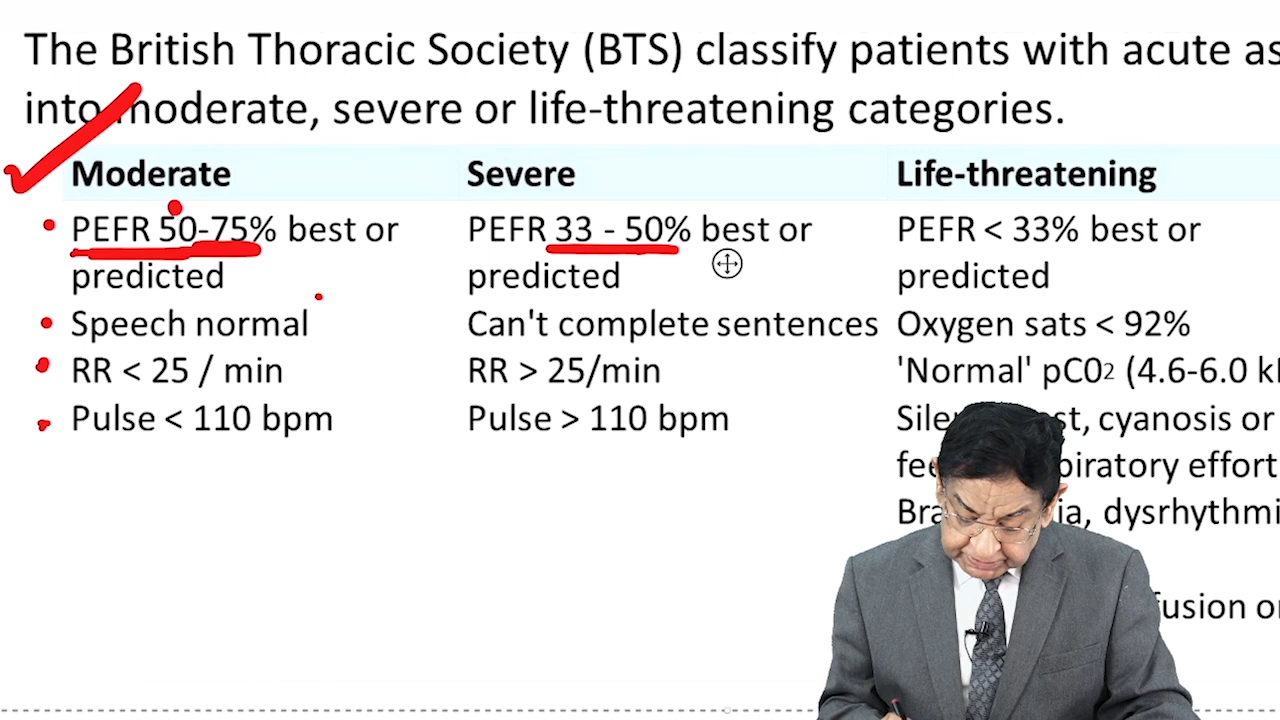 The British Thoracic Society (BTS) classify patients with acute as
into moderate, severe or life-threatening categories.
Moderate
PEFR 50-75% best or
predicted
Speech normal
RR < 25 / min
Pulse < 110 bpm
Severe
PEFR 33 - 50% best or
predicted
Can't complete sentences
RR > 25/min
Pulse > 110 bpm
Life-threatening
PEFR < 33% best or
predicted
Oxygen sats < 92%
'Normal' pC0² (4.6-6.0 k
st, cyanosis or
fee piratory effort
Bra ia, dysrhythmi
fusion o